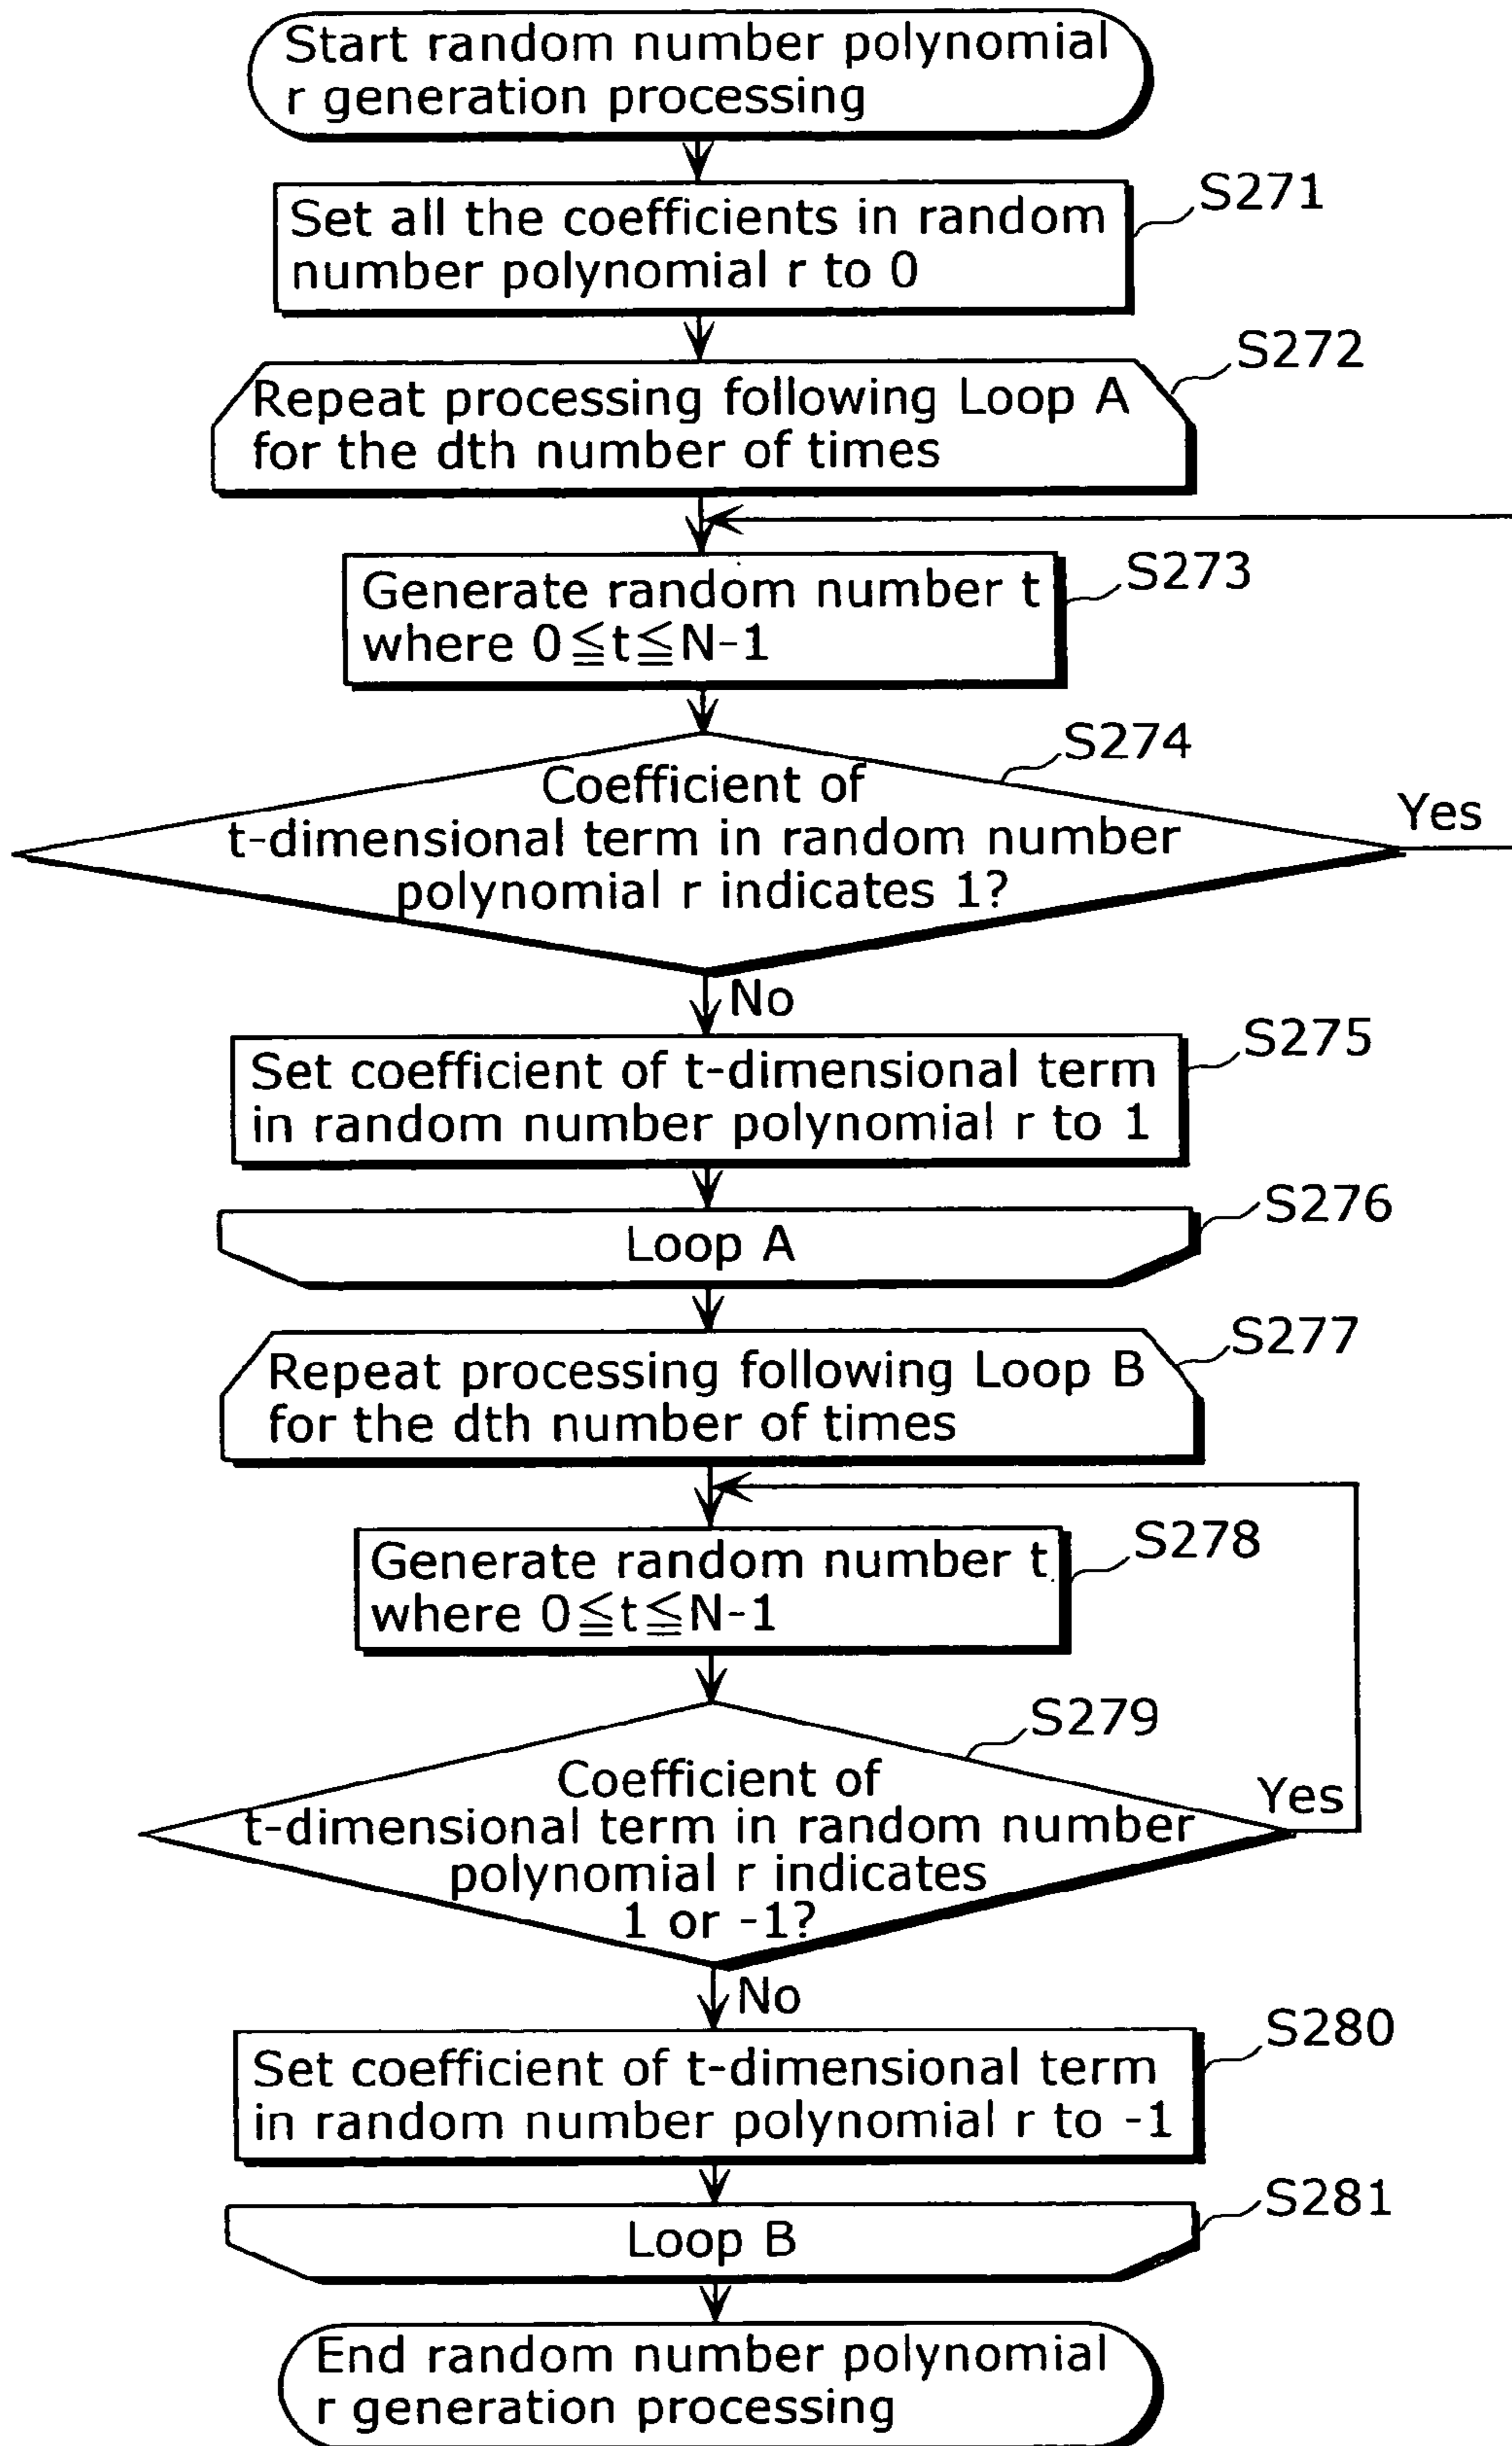 Start random number polynomial
r generation processing
S271
Set all the coefficients in random
number polynomial r to 0
S272
Repeat processing following Loop A
for the dth number of times
S273
Generate random number t
where 0≦t≦N-1
S274
Coefficient of
t-dimensional term in random number
polynomial r indicates 1?
Yes
No
S275
Set coefficient of t-dimensional term
in random number polynomial r to 1
S276
Loop A
S277
Repeat processing following Loop B
for the dth number of times
S278
Generate random number t
where 0≦t≦N-1
S279
Coefficient of
t-dimensional term in random number
polynomial r indicates
1 or -1?
Yes
No
S280
Set coefficient of t-dimensional term
in random number polynomial r to -1
S281
Loop B
End random number polynomial
r generation processing